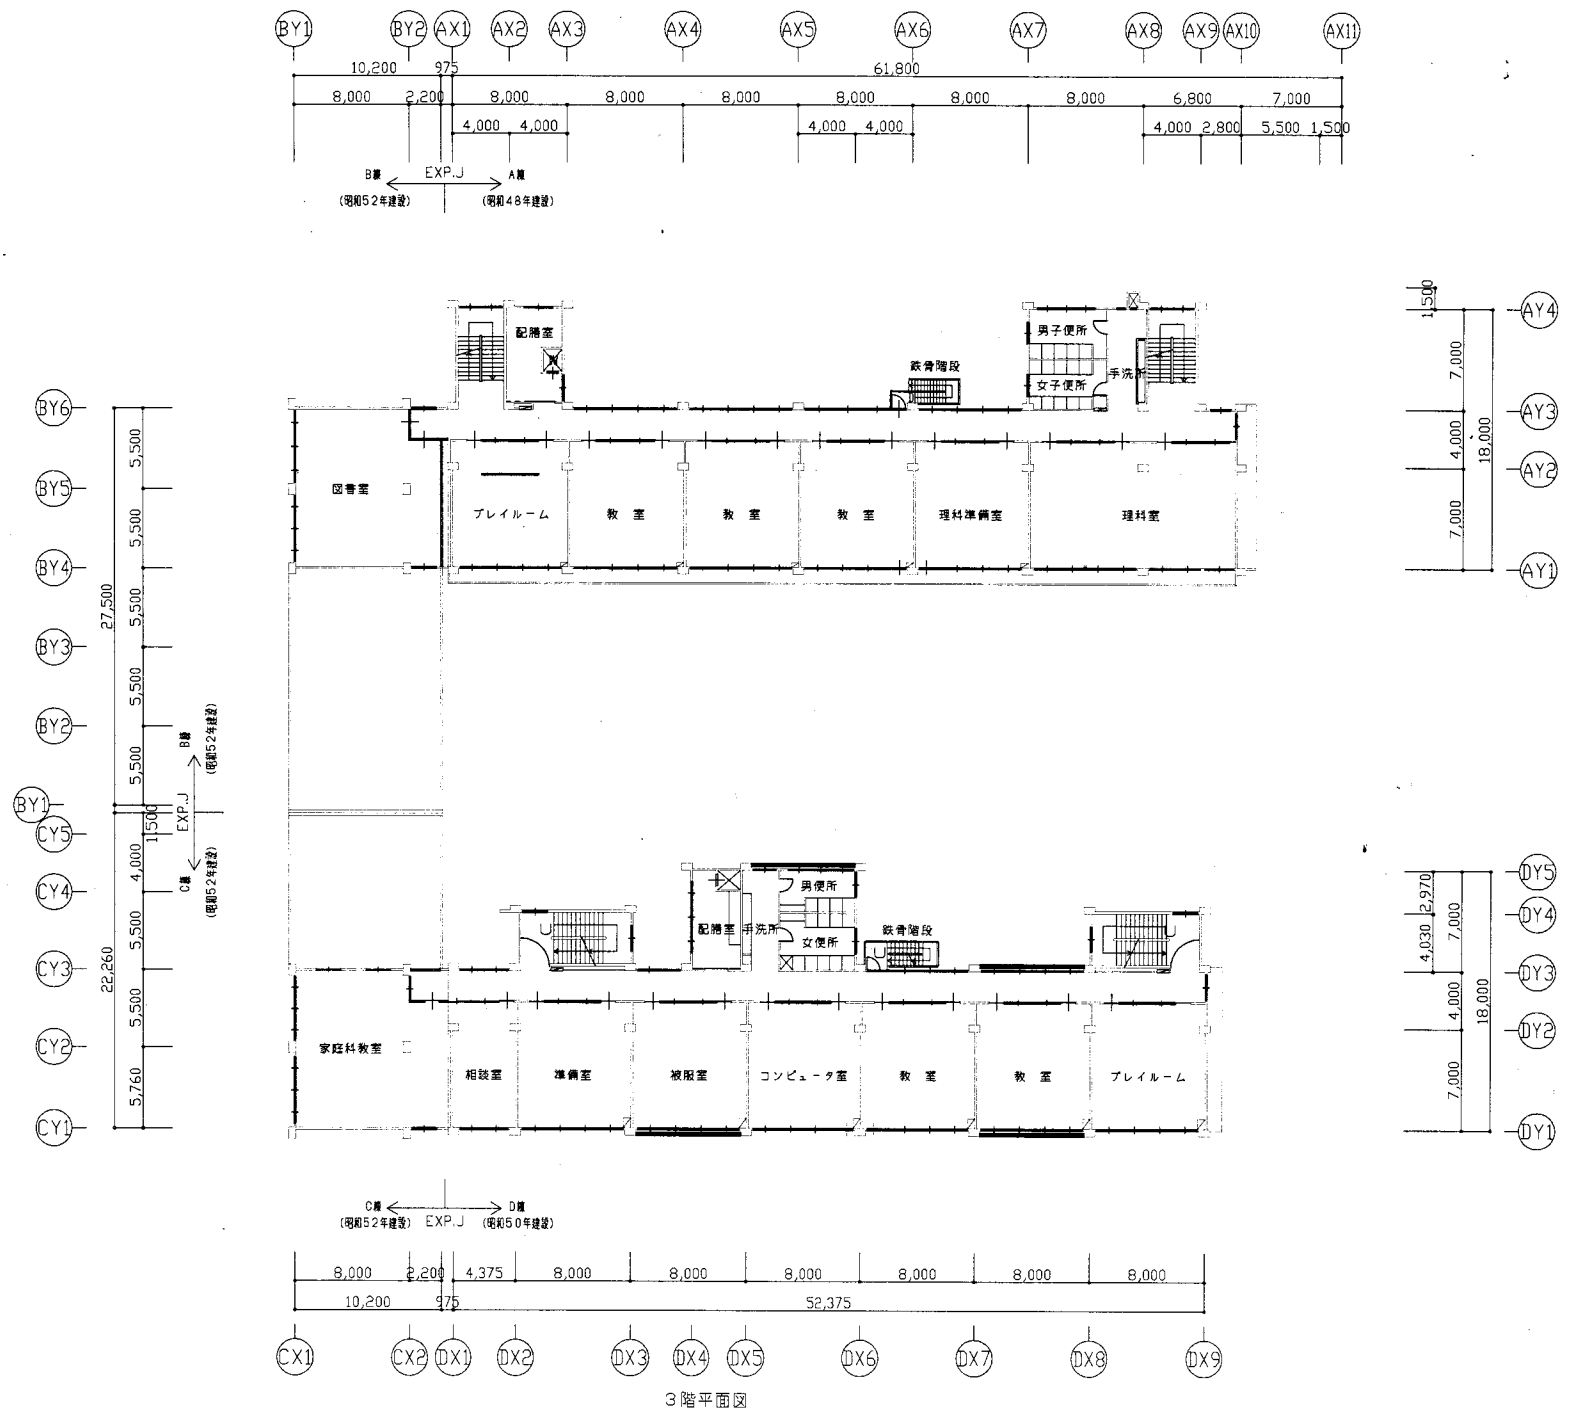 BY1 BY2 AX1 AX2 AX3 AX4 AX5 AX6 AX7 AX8 AX9 AX10 AX11
10,200 975 61,800
8,000 2,200 8,000 8,000 8,000 8,000 8,000 8,000 6,800 7,000
4,000 4,000 4,000 4,000 4,000 2,800 5,500 1,500
B棟 EXP.J A棟
(昭和52年建設) (昭和48年建設)
1,500
AY4
7,000
AY3
4,000
18,000
AY2
7,000
AY1
配膳室
男子便所
鉄骨階段
手洗所
女子便所
図書室
プレイルーム
教 室
教 室
教 室
理科準備室
理科室
BY6
5,500
BY5
5,500
BY4
27,500
5,500
BY3
5,500
BY2
5,500
BY1
B棟
(昭和52年建設)
EXP.J
C棟
(昭和52年建設)
1,500
CY5
4,000
CY4
5,500
CY3
22,260
5,500
CY2
5,760
CY1
男便所
配膳室
手洗所
女便所
鉄骨階段
家庭科教室
相談室
準備室
被服室
コンピュータ室
教 室
教 室
プレイルーム
DY5
2,970
DY4
7,000
4,030
DY3
4,000
18,000
DY2
7,000
DY1
C棟 D棟
(昭和52年建設) EXP.J (昭和50年建設)
8,000 2,200 4,375 8,000 8,000 8,000 8,000 8,000 8,000
10,200 975 52,375
CX1 CX2 DX1 DX2 DX3 DX4 DX5 DX6 DX7 DX8 DX9
3階平面図